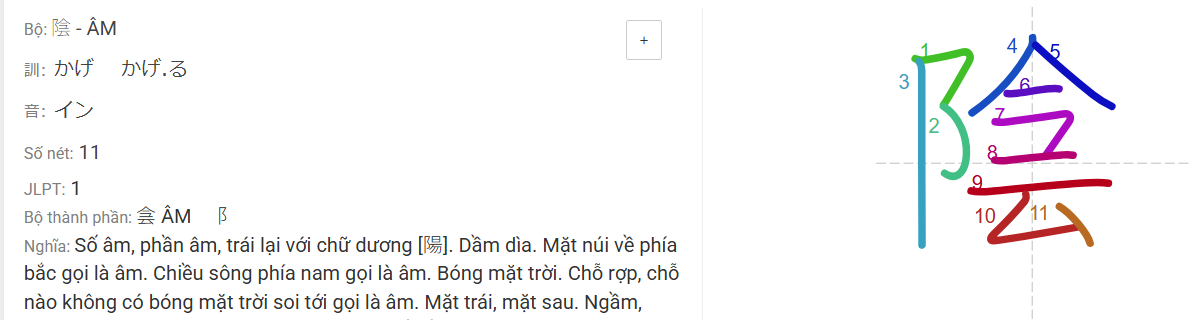 Bộ: 陰 - ÂM
+
訓: かげ かげ.る
音: イン
Số nét: 11
JLPT: 1
Bộ thành phần: 侌 ÂM 阝
Nghĩa: Số âm, phần âm, trái lại với chữ dương [陽]. Dầm dìa. Mặt núi về phía
bắc gọi là âm. Chiều sông phía nam gọi là âm. Bóng mặt trời. Chỗ rợp, chỗ
nào không có bóng mặt trời soi tới gọi là âm. Mặt trái, mặt sau. Ngầm,
陰
1
2
3
4
5
6
7
8
9
10
11